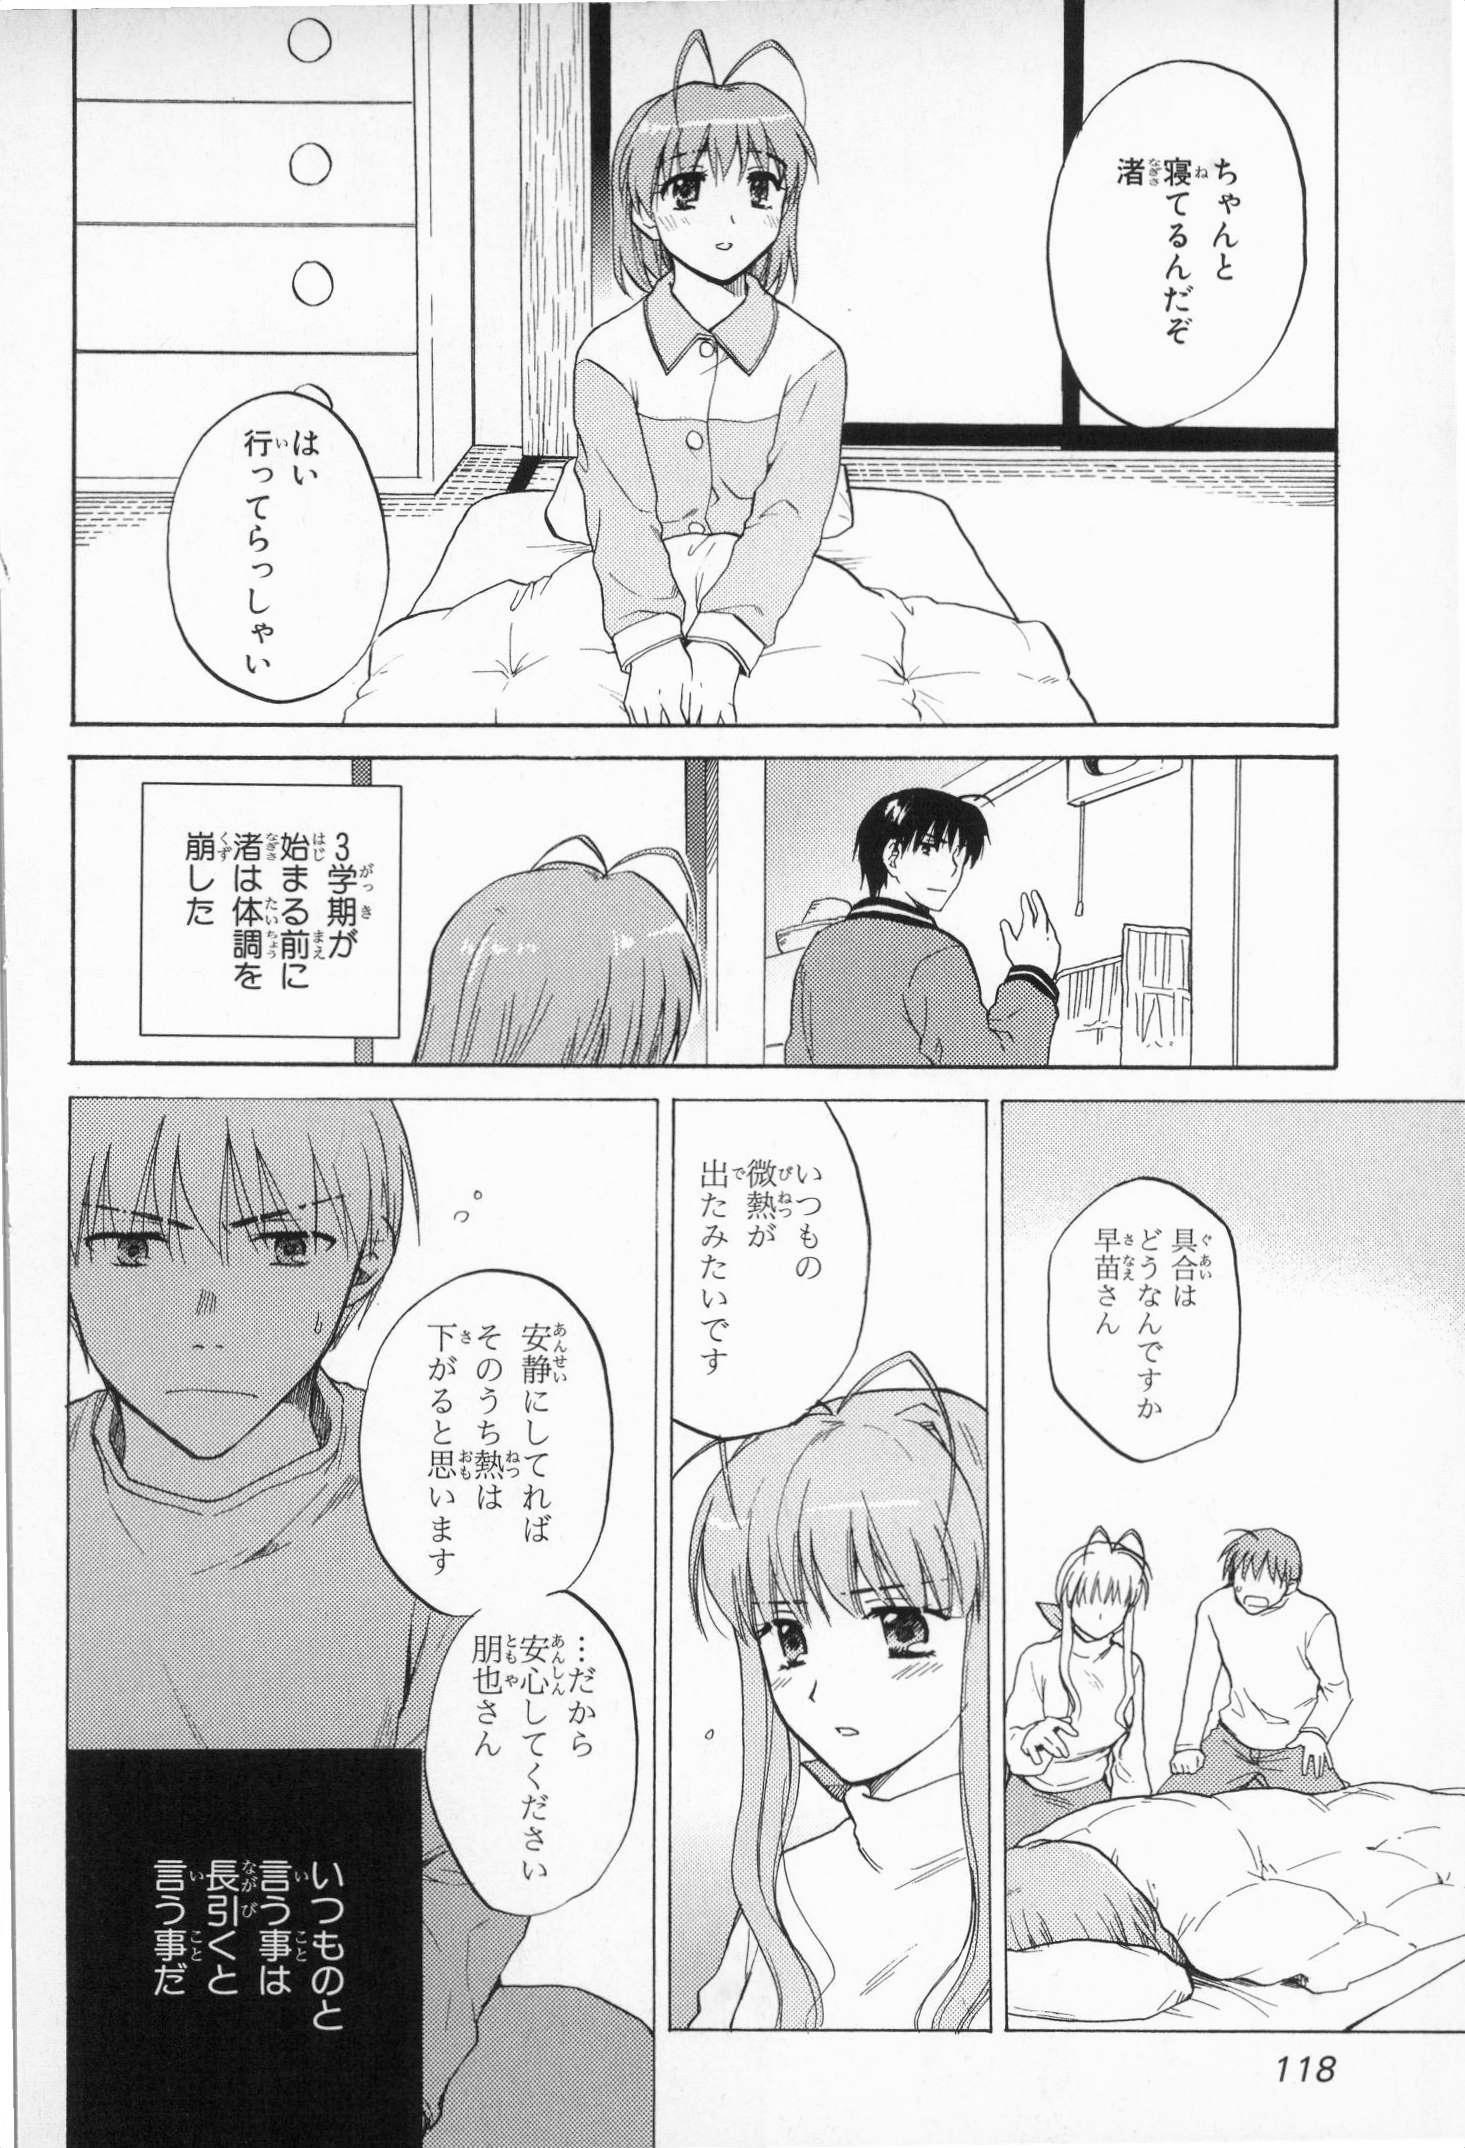 ちゃんと
寝てるんだぞ
渚
はい
行ってらっしゃい
3学期が
始まる前に
渚は体調を
崩した
具合は
どうなんですか
早苗さん
いつもの
微熱が
出たみたいです
安静にしてれば
そのうち熱は
下がると思います
…だから
安心してください
朋也さん
いつものと
言う事は
長引くと
言う事だ
118